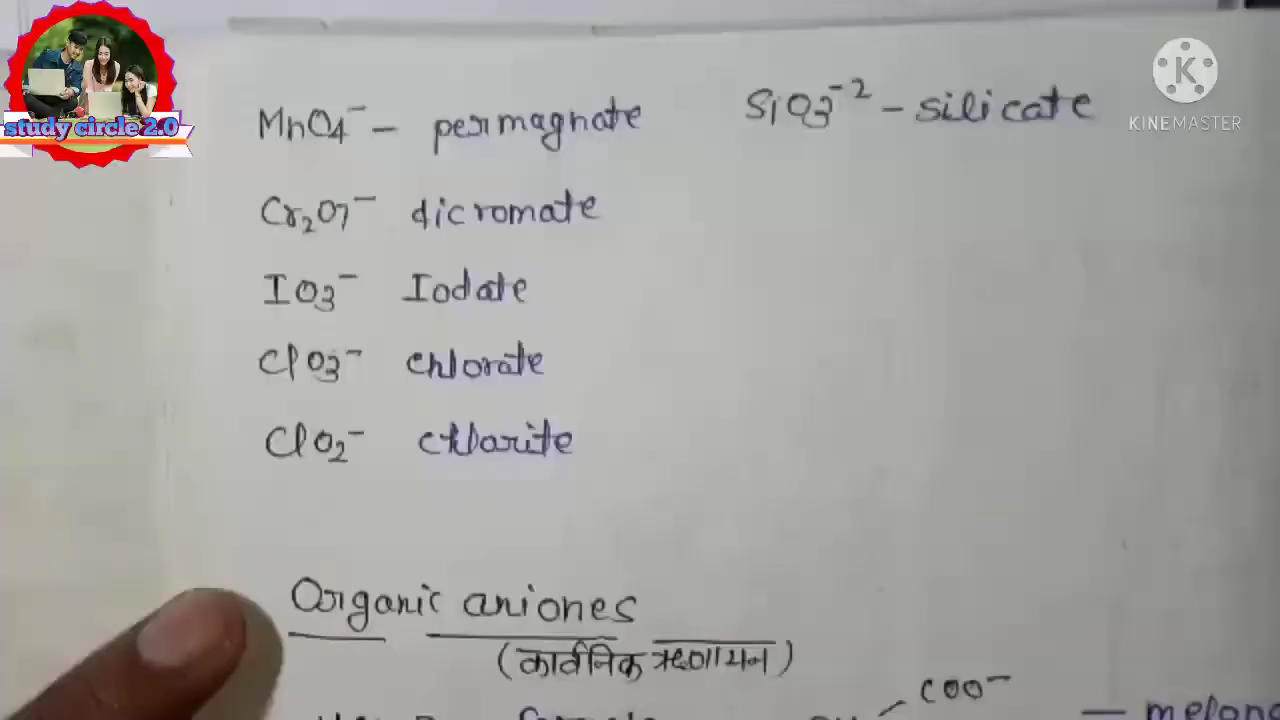 study circle 2.0
KINEMASTER
MnO4⁻ – permagnate
SiO3⁻² – silicate
Cr₂O7⁻ dicromate
IO3⁻ Iodate
ClO3⁻ chlorate
ClO₂⁻ chlorite
Organic aniones
(कार्बनिक ऋणायन)
COO⁻